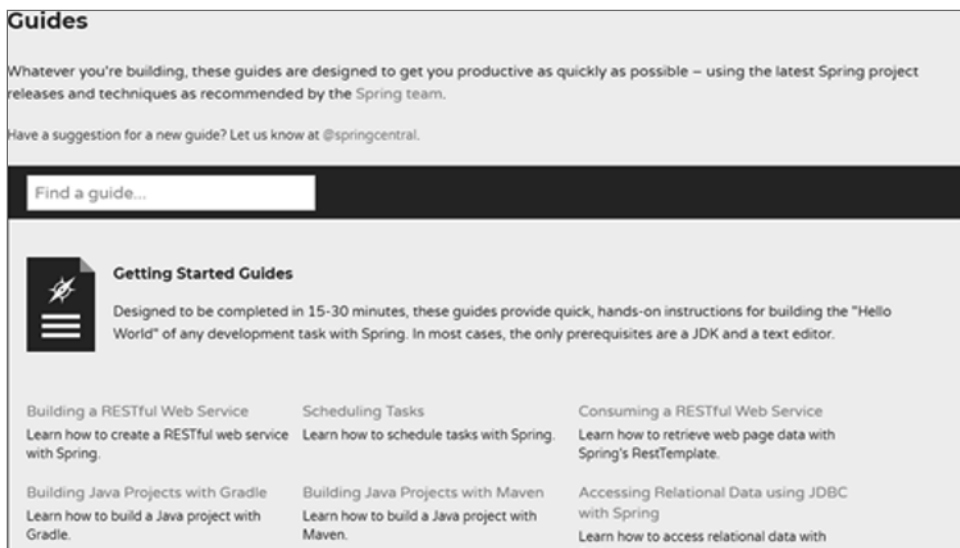 Guides
Whatever you're building, these guides are designed to get you productive as quickly as possible – using the latest Spring project
releases and techniques as recommended by the Spring team.
Have a suggestion for a new guide? Let us know at @springcentral.
Find a guide...
Getting Started Guides
Designed to be completed in 15-30 minutes, these guides provide quick, hands-on instructions for building the "Hello
World" of any development task with Spring. In most cases, the only prerequisites are a JDK and a text editor.
Building a RESTful Web Service
Learn how to create a RESTful web service
with Spring.
Scheduling Tasks
Learn how to schedule tasks with Spring.
Consuming a RESTful Web Service
Learn how to retrieve web page data with
Spring's RestTemplate.
Building Java Projects with Gradle
Learn how to build a Java project with
Gradle.
Building Java Projects with Maven
Learn how to build a Java project with
Maven.
Accessing Relational Data using JDBC
with Spring
Learn how to access relational data with